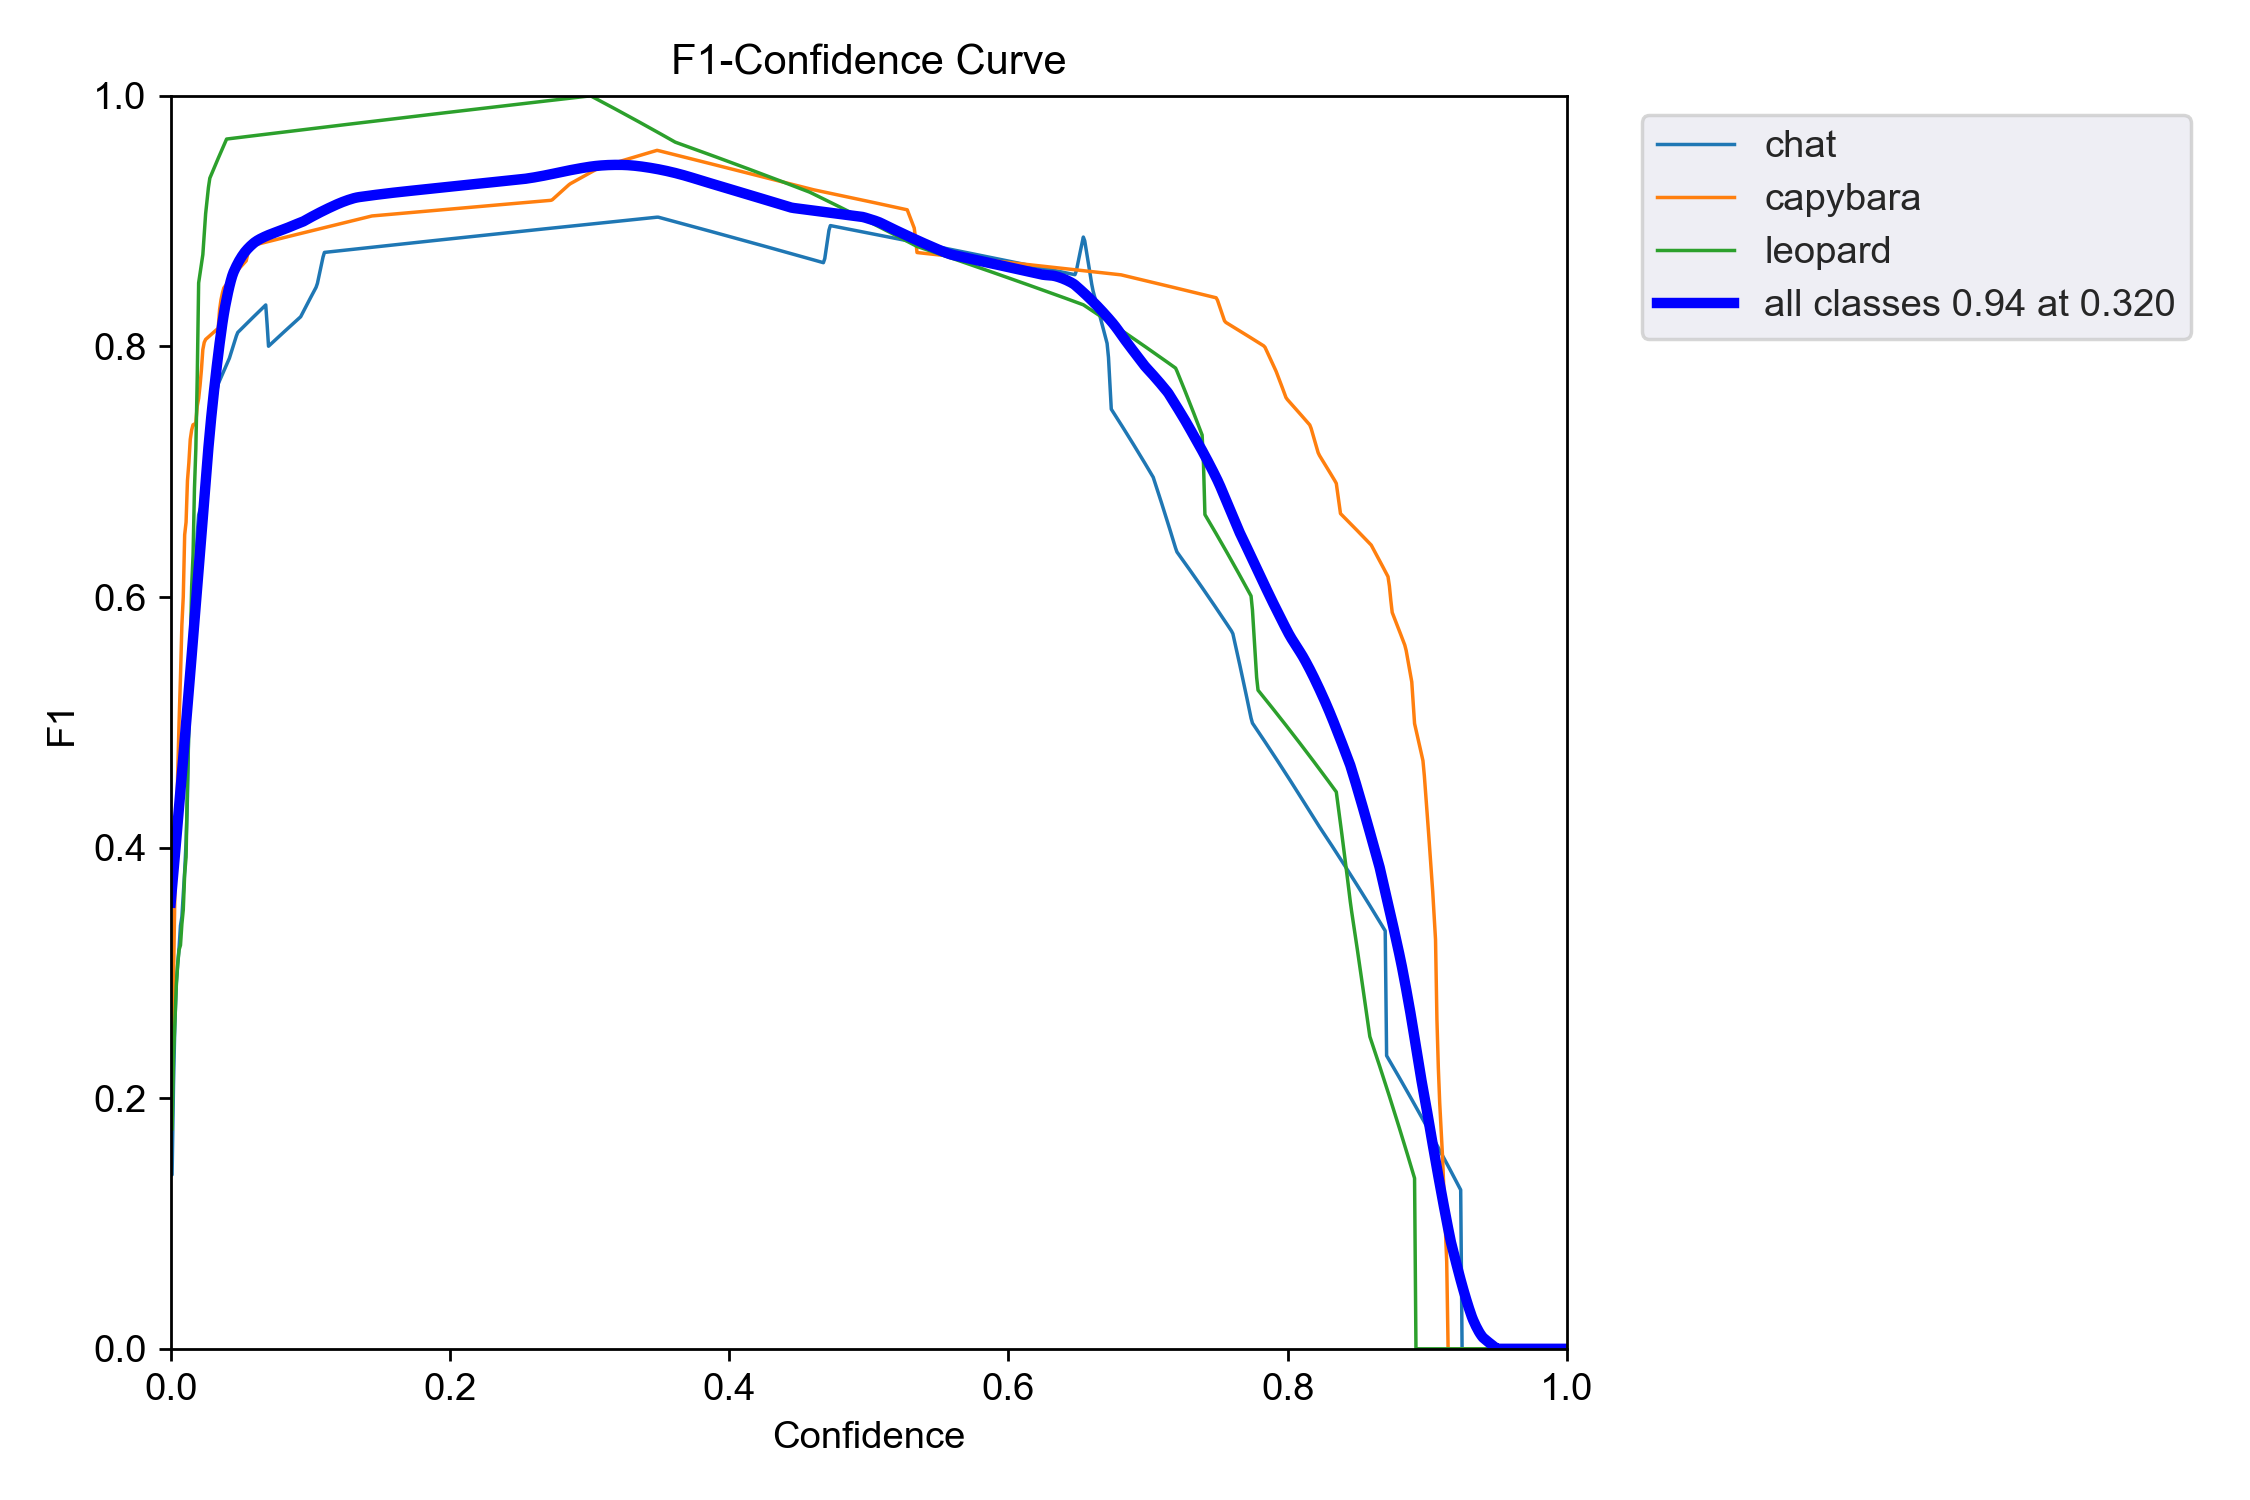 F1-Confidence Curve
1.0
0.8
0.6
0.4
0.2
0.0
F1
0.0 0.2 0.4 0.6 0.8 1.0
Confidence
chat
capybara
leopard
all classes 0.94 at 0.320